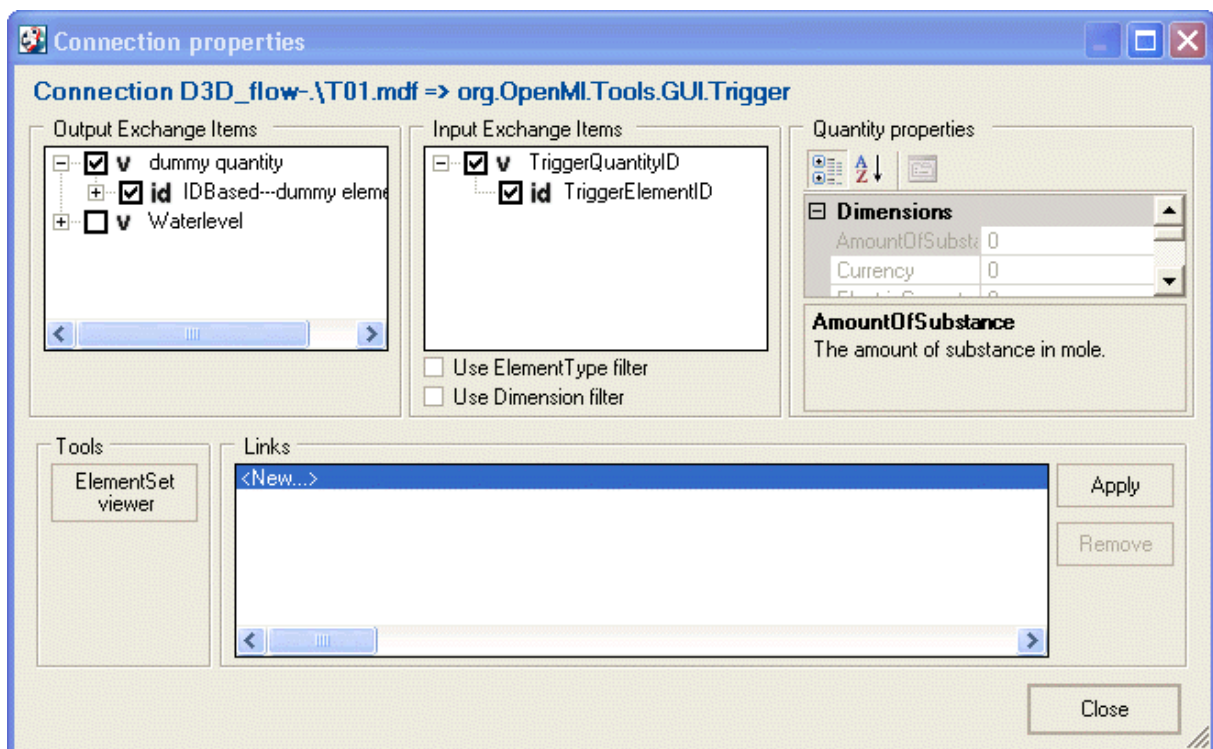 Connection properties
Connection D3D_flow-.\T01.mdf => org.OpenMI.Tools.GUI.Trigger
Output Exchange Items
v dummy quantity
id IDBased---dummy eleme
v Waterlevel
Input Exchange Items
v TriggerQuantityID
id TriggerElementID
Use ElementType filter
Use Dimension filter
Quantity properties
Dimensions
AmountOfSubsta 0
Currency 0
0
AmountOfSubstance
The amount of substance in mole.
Tools
ElementSet
viewer
Links
<New...>
Apply
Remove
Close